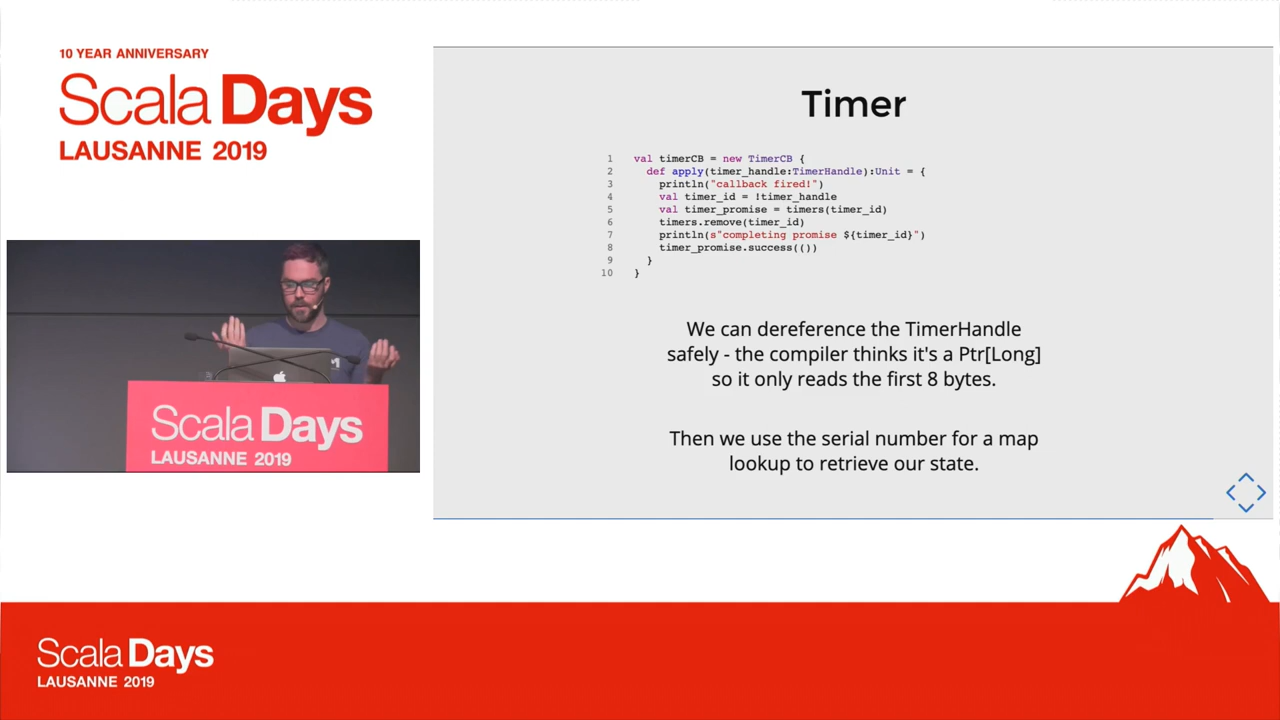 10 YEAR ANNIVERSARY
Scala Days
LAUSANNE 2019
Timer
1 val timerCB = new TimerCB {
2 def apply(timer_handle:TimerHandle):Unit = {
3 println("callback fired!")
4 val timer_id = !timer_handle
5 val timer_promise = timers(timer_id)
6 timers.remove(timer_id)
7 println(s"completing promise ${timer_id}")
8 timer_promise.success(())
9 }
10 }
We can dereference the TimerHandle
safely - the compiler thinks it's a Ptr[Long]
so it only reads the first 8 bytes.
Then we use the serial number for a map
lookup to retrieve our state.
Scala Days
LAUSANNE 2019
Scala Days
LAUSANNE 2019